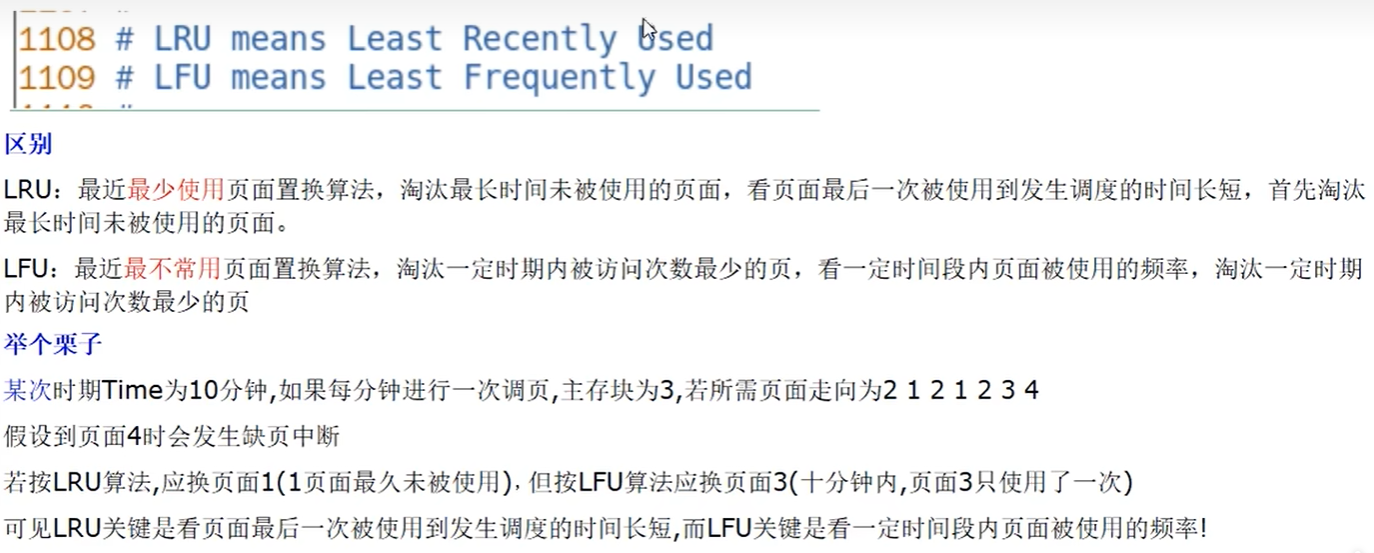 1108 # LRU means Least Recently Used
1109 # LFU means Least Frequently Used
区别
LRU：最近最少使用页面置换算法，淘汰最长时间未被使用的页面，看页面最后一次被使用到发生调度的时间长短，首先淘汰
最长时间未被使用的页面。
LFU：最近最不常用页面置换算法，淘汰一定时期内被访问次数最少的页，看一定时间段内页面被使用的频率，淘汰一定时期
内被访问次数最少的页
举个栗子
某次时期Time为10分钟,如果每分钟进行一次调页,主存块为3,若所需页面走向为2 1 2 1 2 3 4
假设到页面4时会发生缺页中断
若按LRU算法,应换页面1(1页面最久未被使用)，但按LFU算法应换页面3(十分钟内,页面3只使用了一次)
可见LRU关键是看页面最后一次被使用到发生调度的时间长短,而LFU关键是看一定时间段内页面被使用的频率!